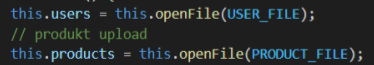 this.users = this.openFile(USER_FILE);
// produkt upload
this.products = this.openFile(PRODUCT_FILE);